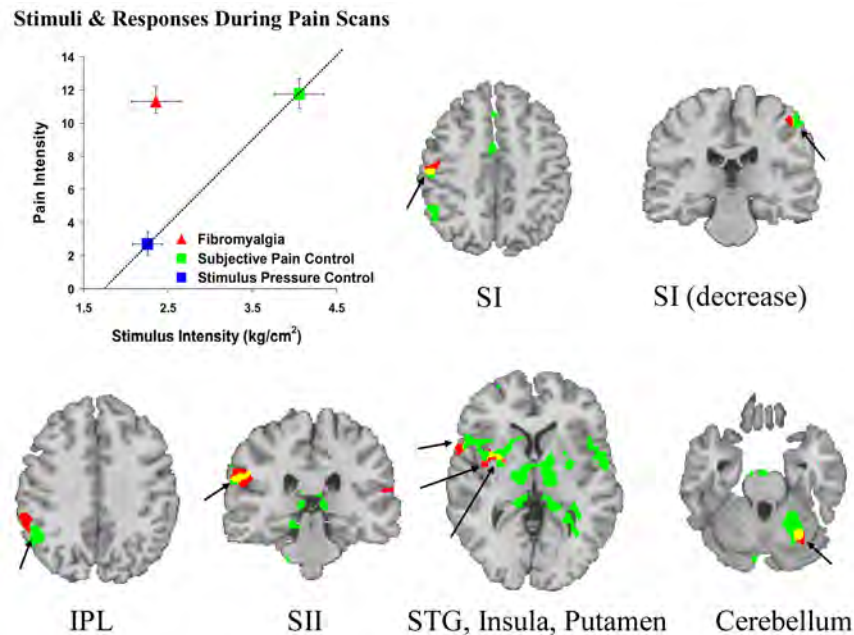 Stimuli & Responses During Pain Scans
14
12
10
8
6
4
2
0
Pain Intensity
Fibromyalgia
Subjective Pain Control
Stimulus Pressure Control
1.5 2.5 3.5 4.5
Stimulus Intensity (kg/cm²)
SI
SI (decrease)
IPL
SII
STG, Insula, Putamen
Cerebellum